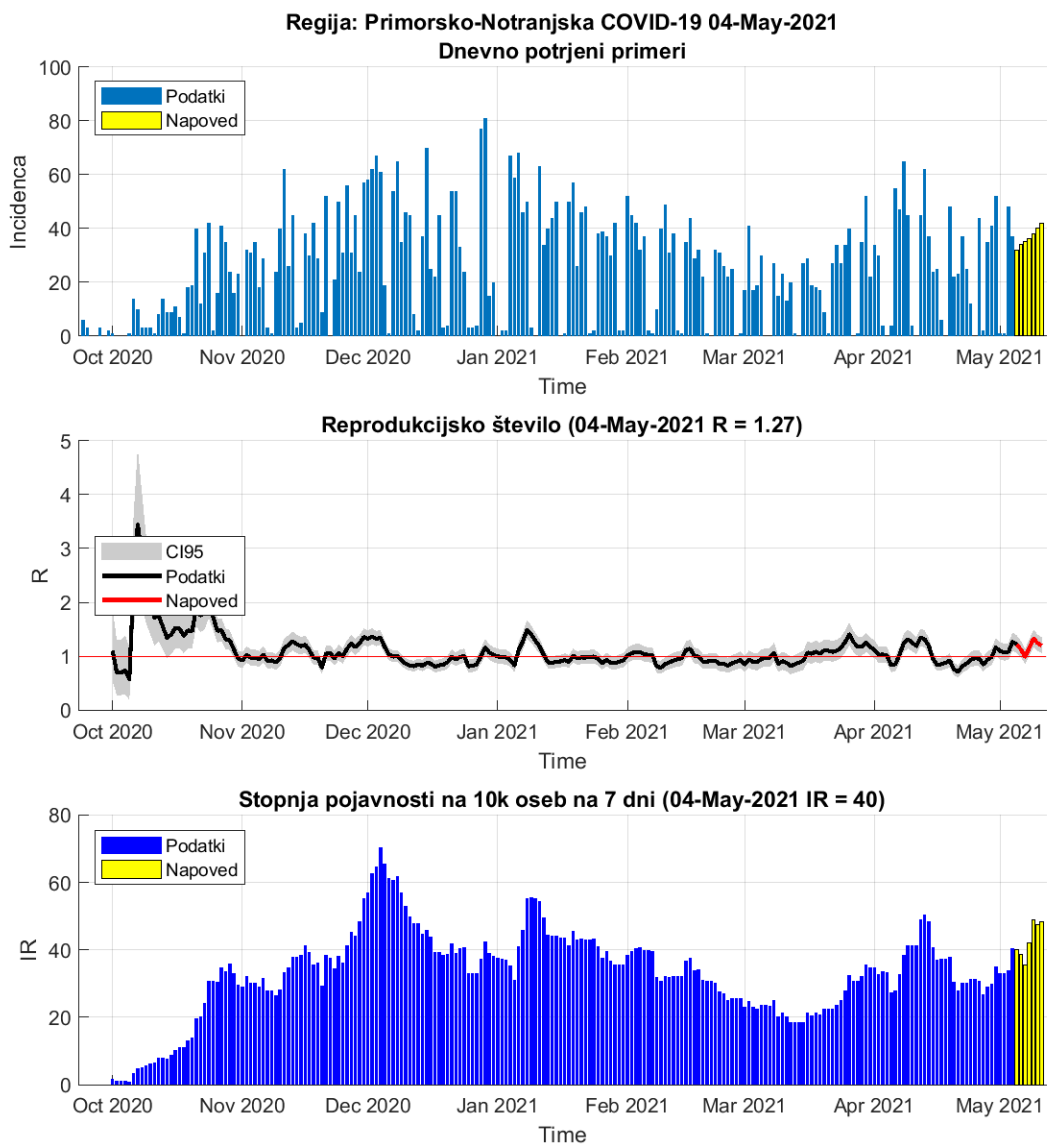 Regija: Primorsko-Notranjska COVID-19 04-May-2021
Dnevno potrjeni primeri
100
80
60
40
20
0
Incidenca
Podatki
Napoved
Oct 2020 Nov 2020 Dec 2020 Jan 2021 Feb 2021 Mar 2021 Apr 2021 May 2021
Time
Reprodukcijsko število (04-May-2021 R = 1.27)
5
4
3
2
1
0
R
CI95
Podatki
Napoved
Oct 2020 Nov 2020 Dec 2020 Jan 2021 Feb 2021 Mar 2021 Apr 2021 May 2021
Time
Stopnja pojavnosti na 10k oseb na 7 dni (04-May-2021 IR = 40)
80
60
40
20
0
IR
Podatki
Napoved
Oct 2020 Nov 2020 Dec 2020 Jan 2021 Feb 2021 Mar 2021 Apr 2021 May 2021
Time